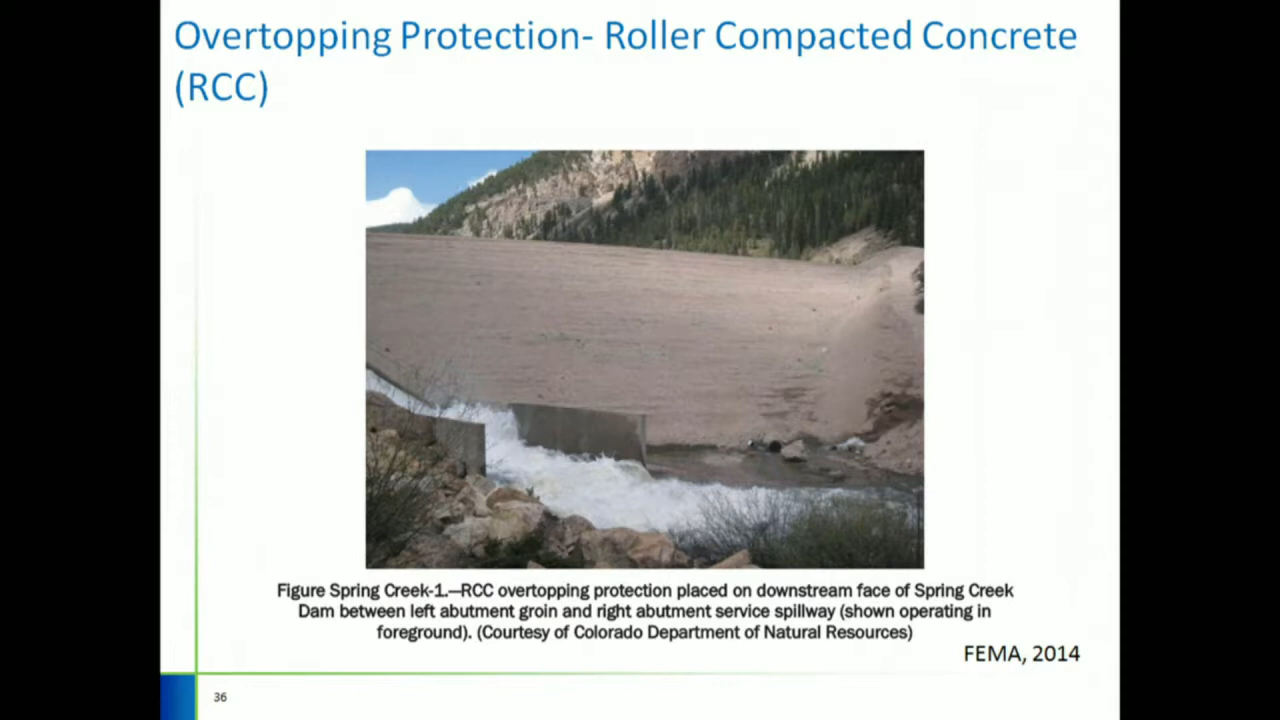 Overtopping Protection- Roller Compacted Concrete
(RCC)
Figure Spring Creek-1.—RCC overtopping protection placed on downstream face of Spring Creek
Dam between left abutment groin and right abutment service spillway (shown operating in
foreground). (Courtesy of Colorado Department of Natural Resources)
FEMA, 2014
36